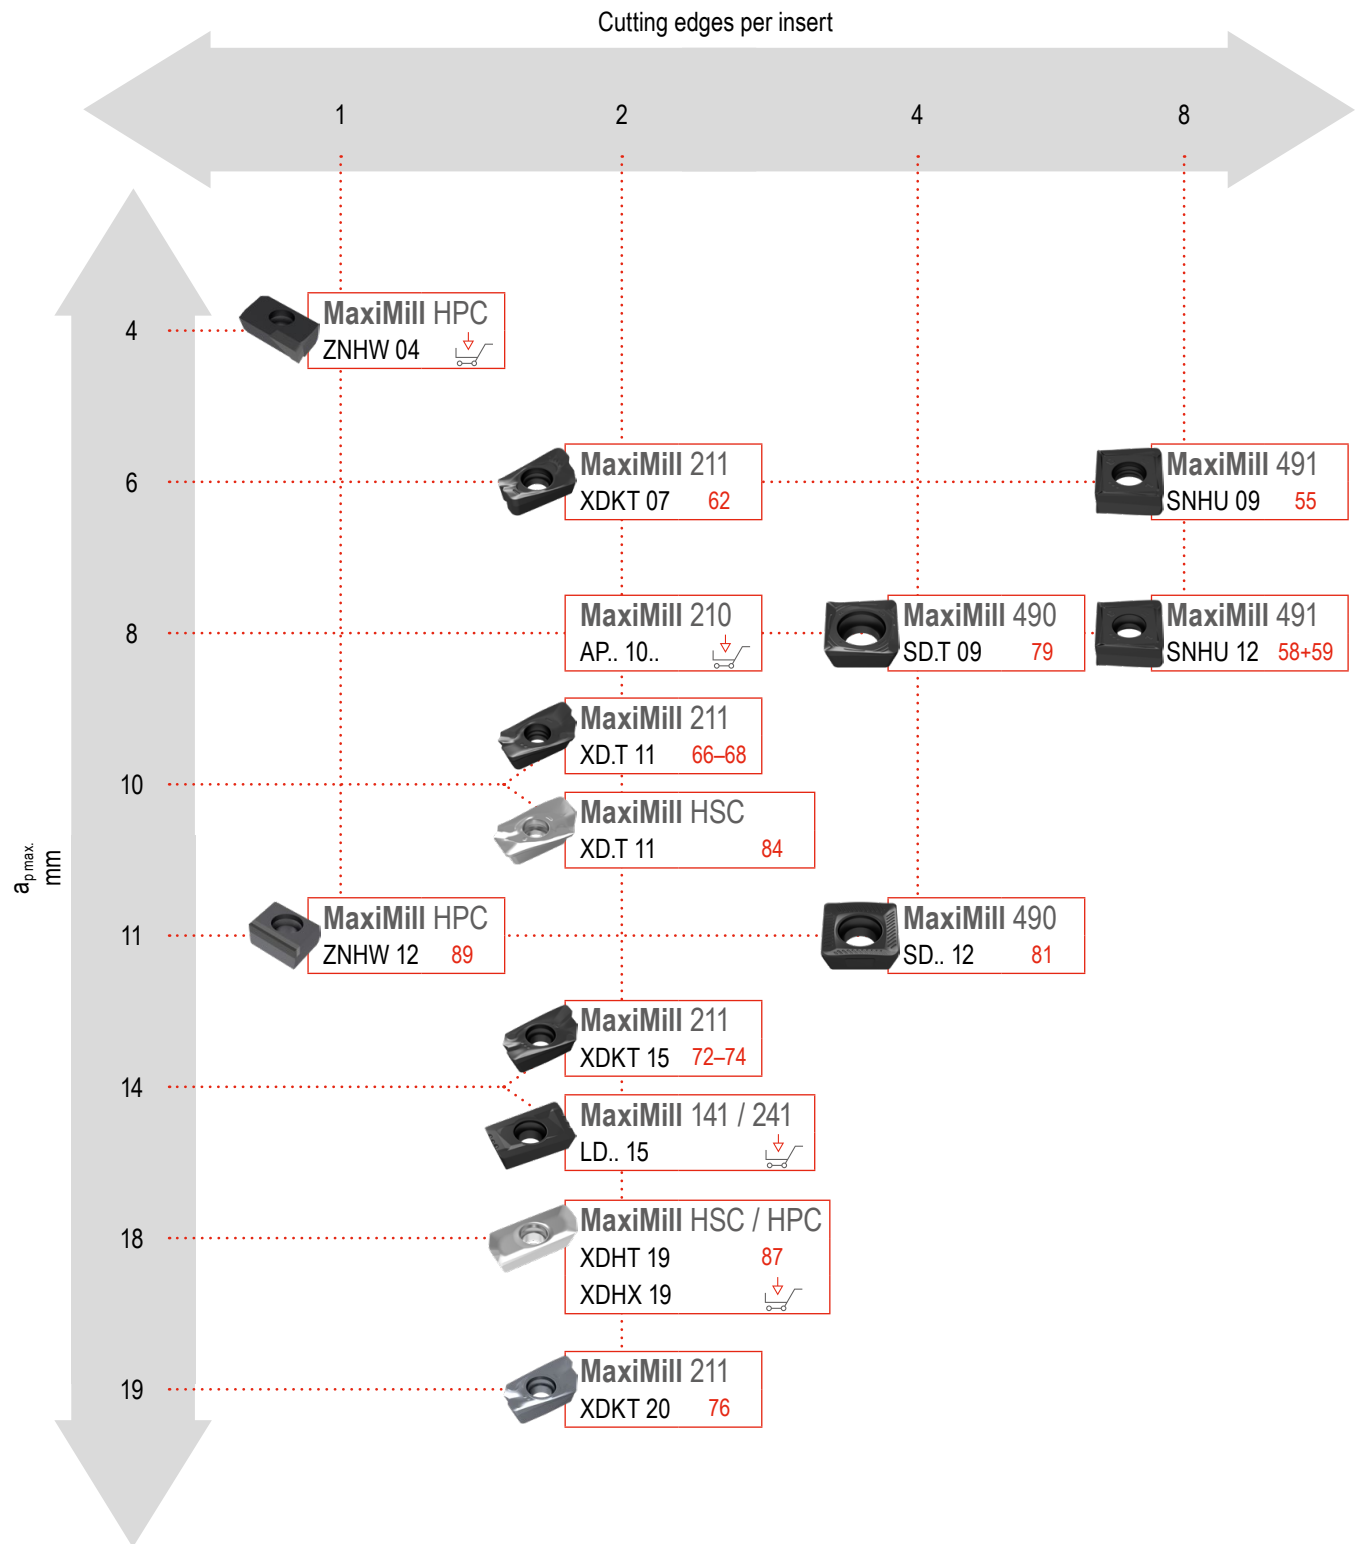 Cutting edges per insert
1 2 4 8
4
MaxiMill HPC
ZNHW 04
6
MaxiMill 211
XDKT 07 62
MaxiMill 491
SNHU 09 55
8
MaxiMill 210
AP.. 10..
MaxiMill 490
SD.T 09 79
MaxiMill 491
SNHU 12 58+59
10
MaxiMill 211
XD.T 11 66–68
MaxiMill HSC
XD.T 11 84
ap max.
mm
11
MaxiMill HPC
ZNHW 12 89
MaxiMill 490
SD.. 12 81
14
MaxiMill 211
XDKT 15 72–74
MaxiMill 141 / 241
LD.. 15
18
MaxiMill HSC / HPC
XDHT 19 87
XDHX 19
19
MaxiMill 211
XDKT 20 76